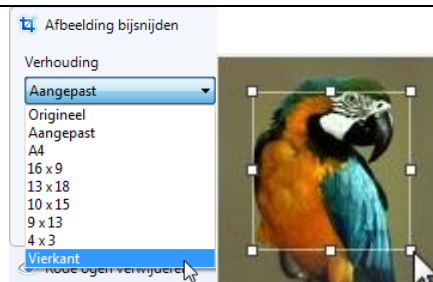 Afbeelding bijsnijden
Verhouding
Aangepast
Origineel
Aangepast
A4
16 x 9
13 x 18
10 x 15
9 x 13
4 x 3
Vierkant
Rode ogen verwijderen